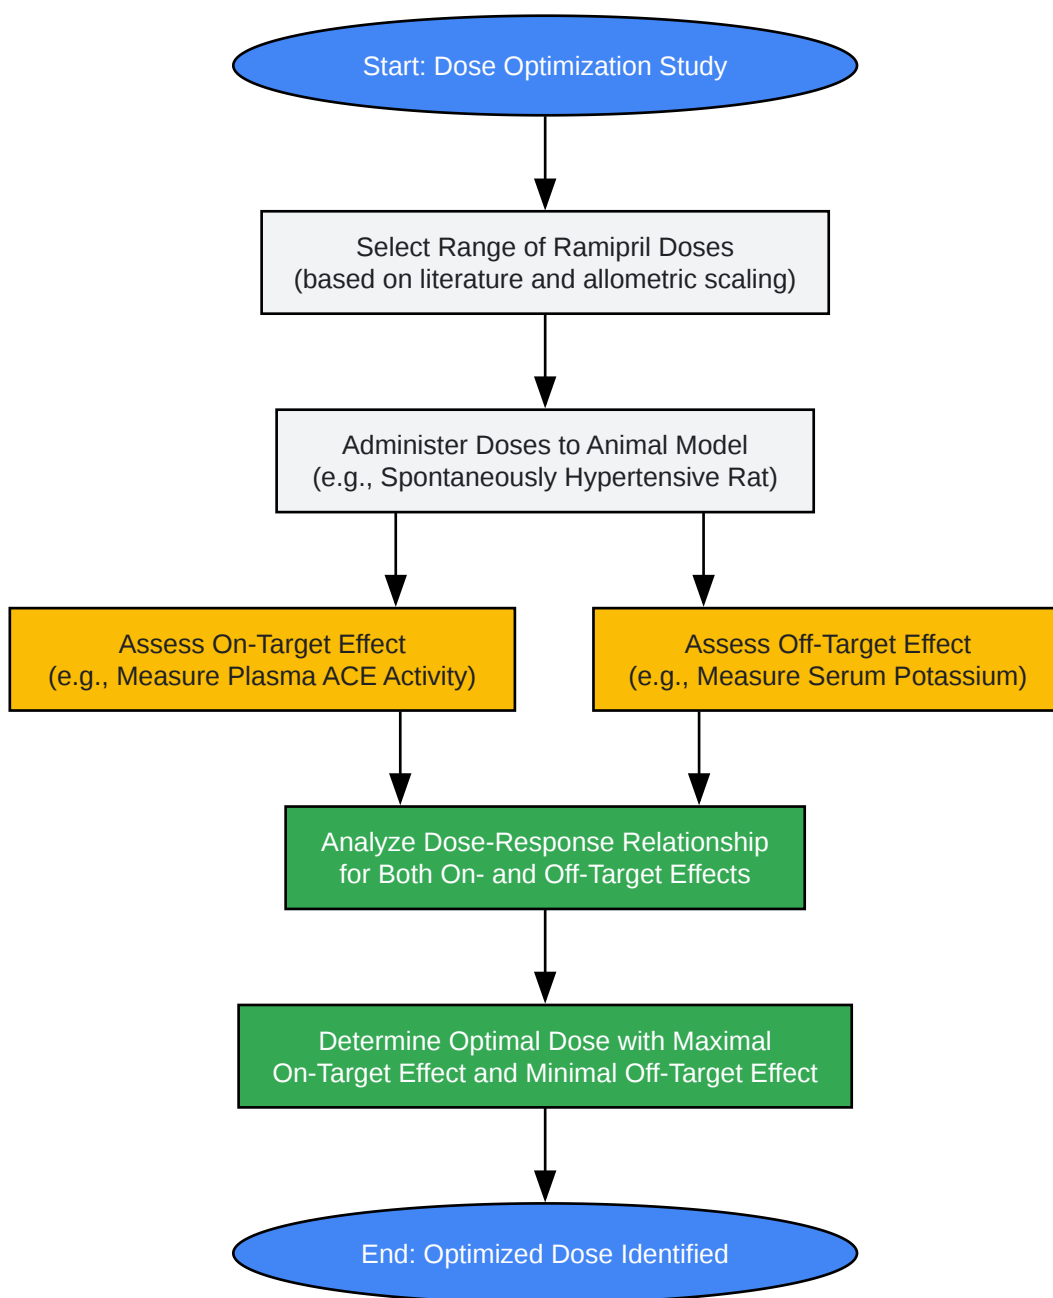 Start: Dose Optimization Study
Select Range of Ramipril Doses
(based on literature and allometric scaling)
Administer Doses to Animal Model
(e.g., Spontaneously Hypertensive Rat)
Assess On-Target Effect
(e.g., Measure Plasma ACE Activity)
Assess Off-Target Effect
(e.g., Measure Serum Potassium)
Analyze Dose-Response Relationship
for Both On- and Off-Target Effects
Determine Optimal Dose with Maximal
On-Target Effect and Minimal Off-Target Effect
End: Optimized Dose Identified